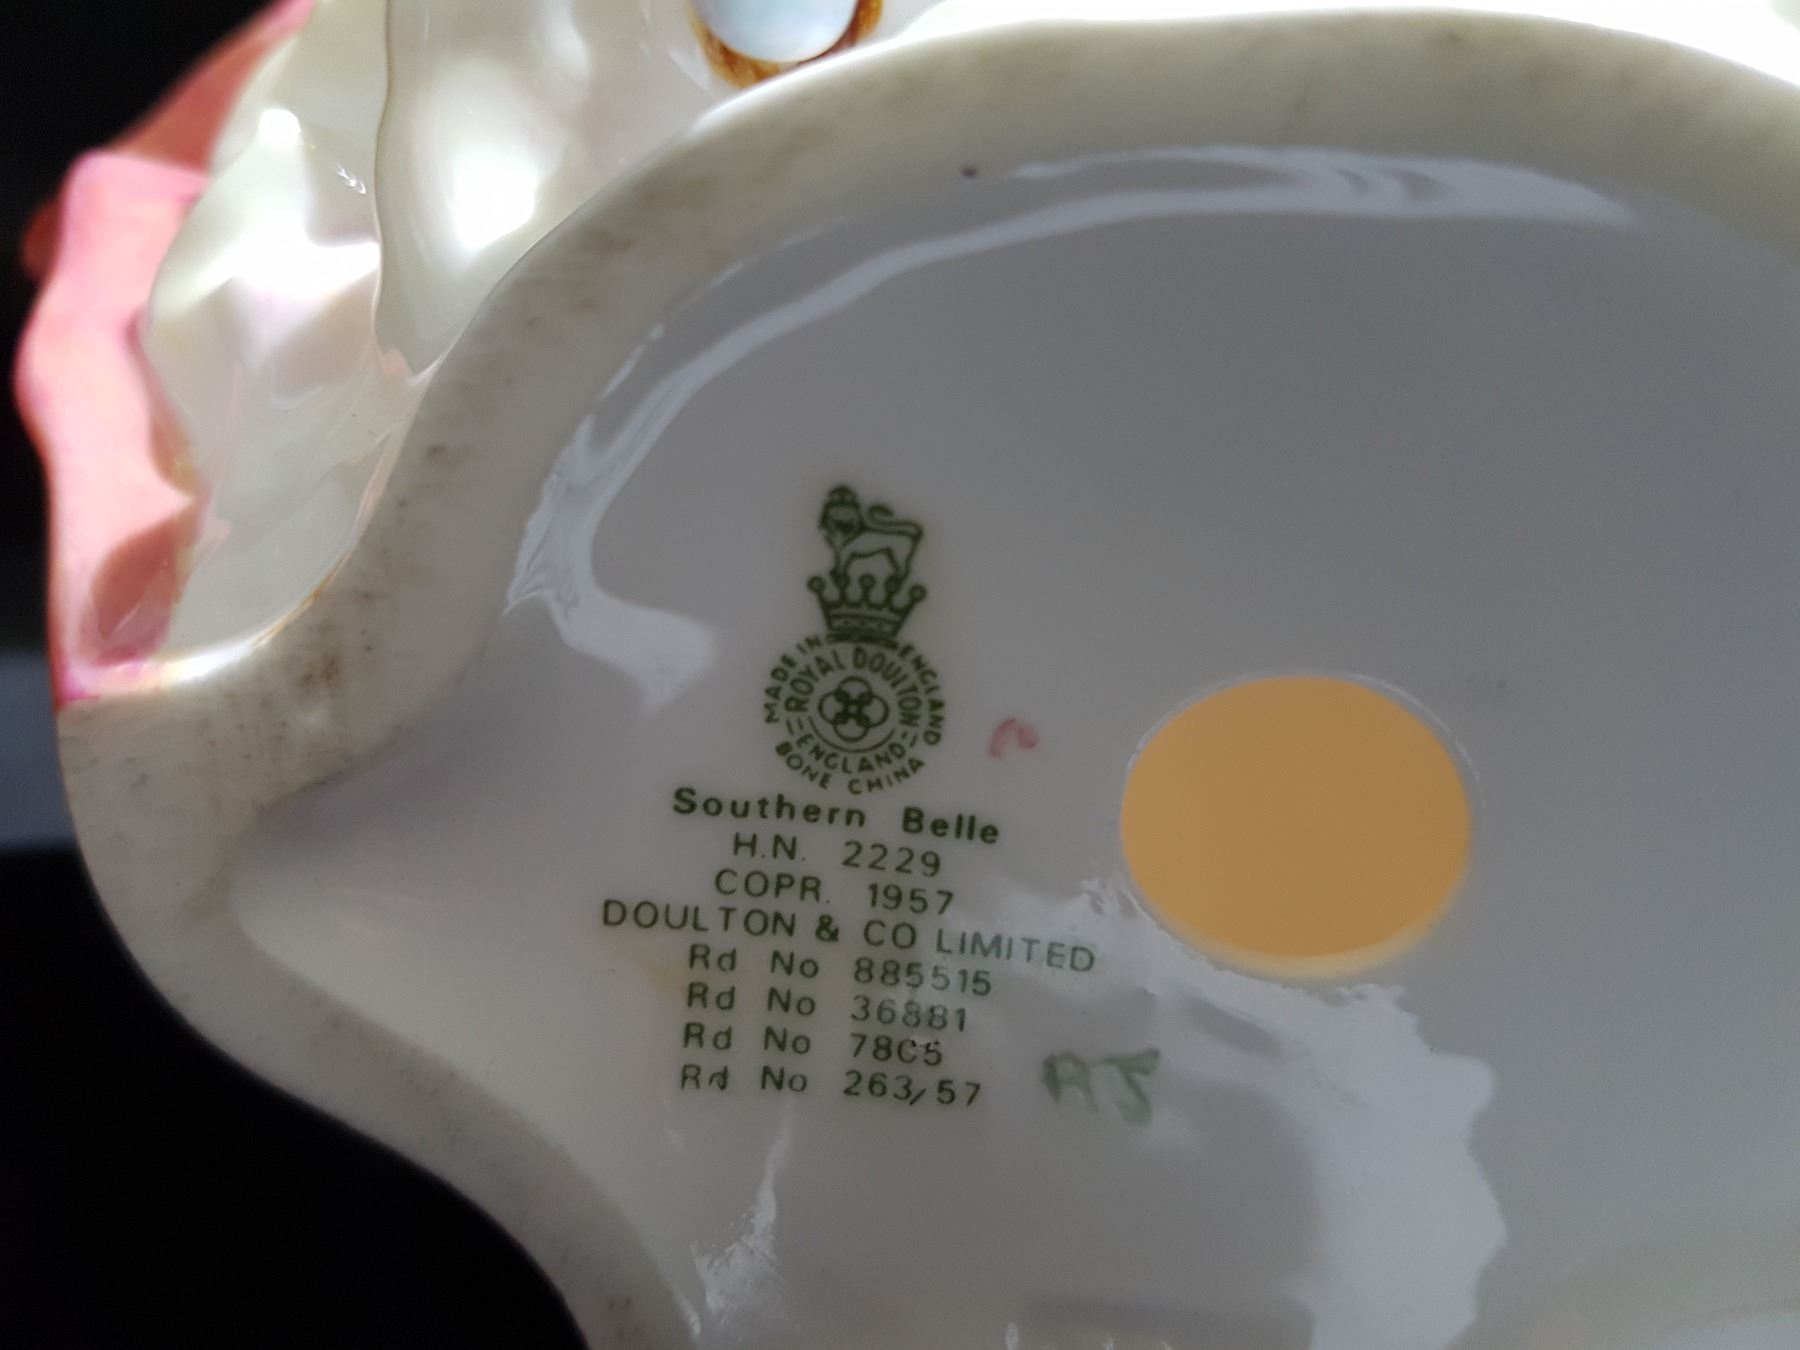 MADE IN ENGLAND
ROYAL DOULTON
ENGLAND
BONE CHINA
Southern Belle
H.N. 2229
COPR. 1957
DOULTON & CO LIMITED
Rd No 885515
Rd No 36881
Rd No 7805
Rd No 263/57